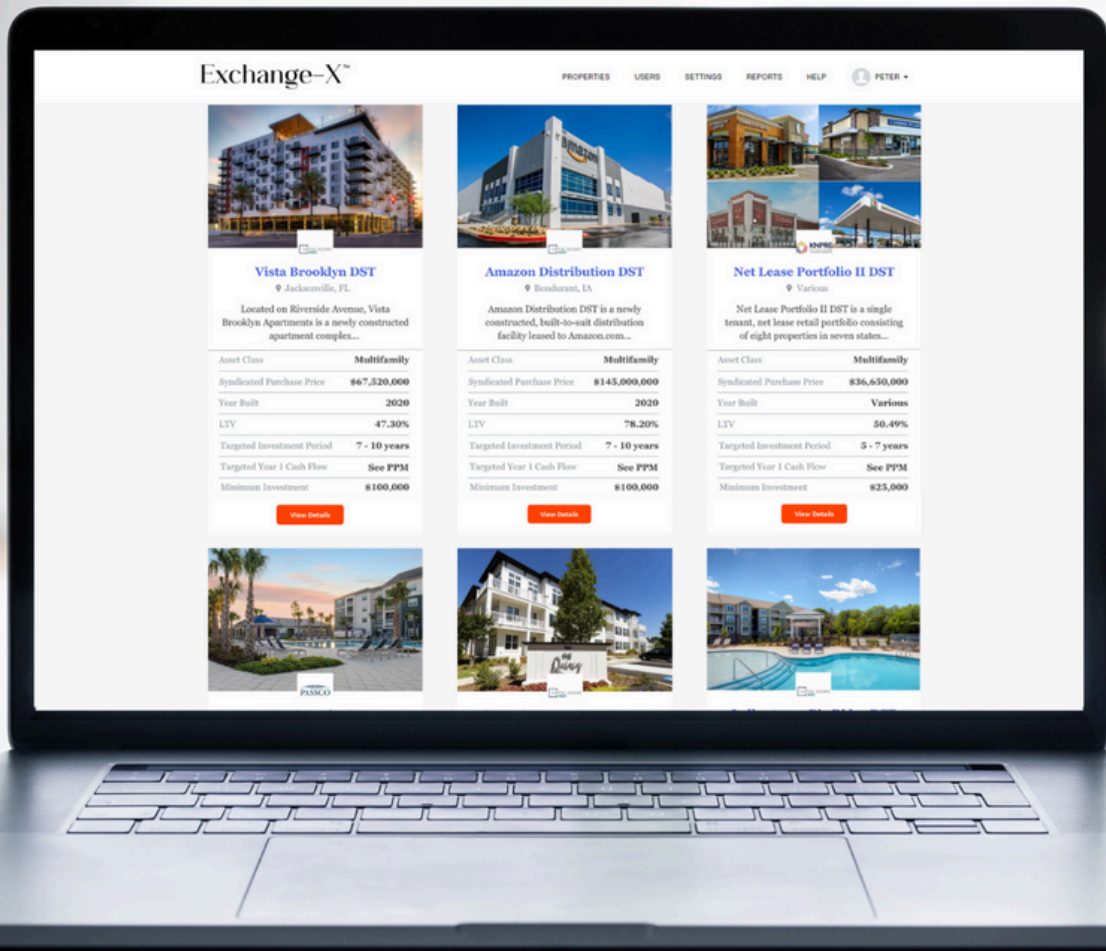 Exchange-X™
PROPERTIES USERS SETTINGS REPORTS HELP PETER
amazon
KNPRE
Vista Brooklyn DST
Jacksonville, FL
Located on Riverside Avenue, Vista
Brooklyn Apartments is a newly constructed
apartment complex...
Asset Class Multifamily
Syndicated Purchase Price $67,520,000
Year Built 2020
LTV 47.30%
Targeted Investment Period 7 - 10 years
Targeted Year 1 Cash Flow See PPM
Minimum Investment $100,000
View Details
Amazon Distribution DST
Bondurant, IA
Amazon Distribution DST is a newly
constructed, built-to-suit distribution
facility leased to Amazon.com...
Asset Class Multifamily
Syndicated Purchase Price $145,000,000
Year Built 2020
LTV 78.20%
Targeted Investment Period 7 - 10 years
Targeted Year 1 Cash Flow See PPM
Minimum Investment $100,000
View Details
Net Lease Portfolio II DST
Various
Net Lease Portfolio II DST is a single
tenant, net lease retail portfolio consisting
of eight properties in seven states...
Asset Class Multifamily
Syndicated Purchase Price $36,650,000
Year Built Various
LTV 50.49%
Targeted Investment Period 5 - 7 years
Targeted Year 1 Cash Flow See PPM
Minimum Investment $25,000
View Details
PASSCO
Quincy